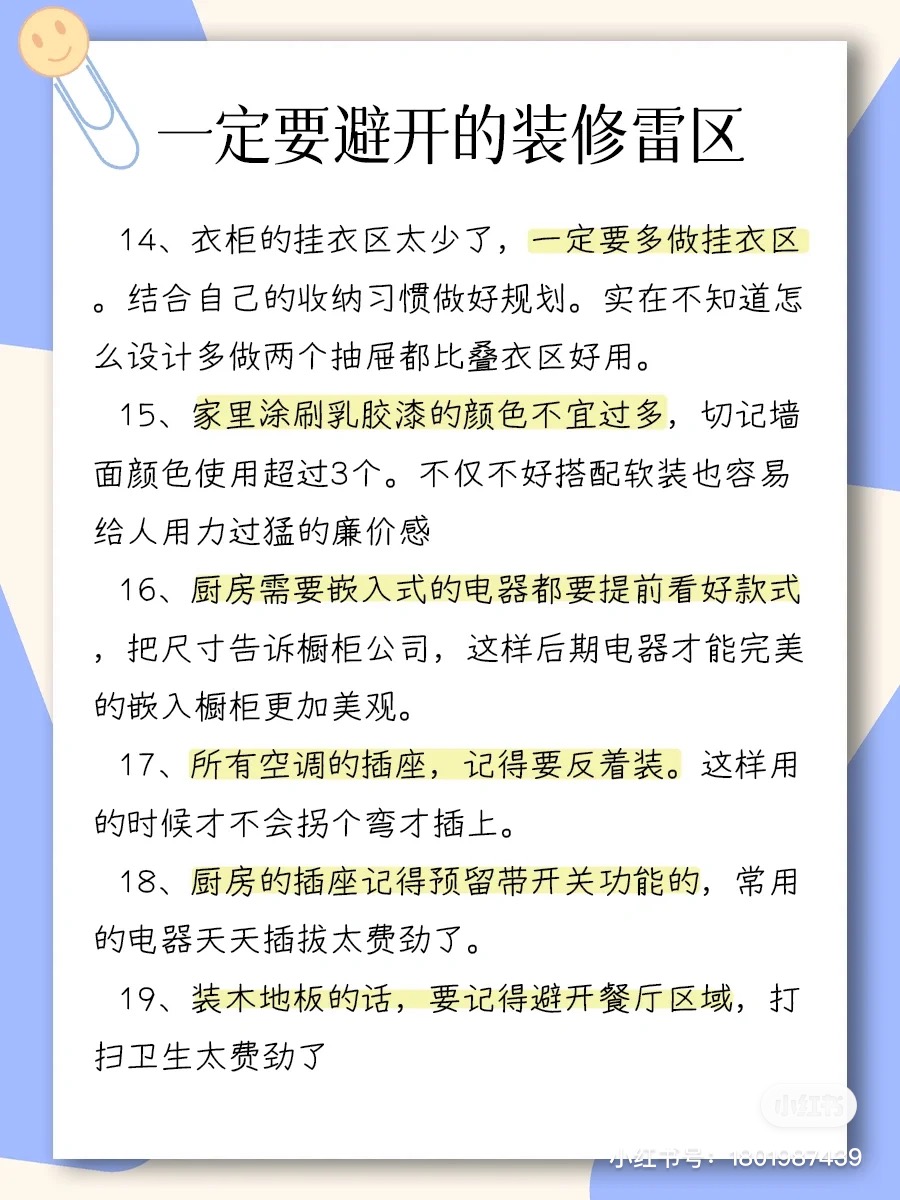 一定要避开的装修雷区
14、衣柜的挂衣区太少了，一定要多做挂衣区
。结合自己的收纳习惯做好规划。实在不知道怎
么设计多做两个抽屉都比叠衣区好用。
15、家里涂刷乳胶漆的颜色不宜过多，切记墙
面颜色使用超过3个。不仅不好搭配软装也容易
给人用力过猛的廉价感
16、厨房需要嵌入式的电器都要提前看好款式
，把尺寸告诉橱柜公司，这样后期电器才能完美
的嵌入橱柜更加美观。
17、所有空调的插座，记得要反着装。这样用
的时候才不会拐个弯才插上。
18、厨房的插座记得预留带开关功能的，常用
的电器天天插拔太费劲了。
19、装木地板的话，要记得避开餐厅区域，打
扫卫生太费劲了
小红书
小红书号：1801987439